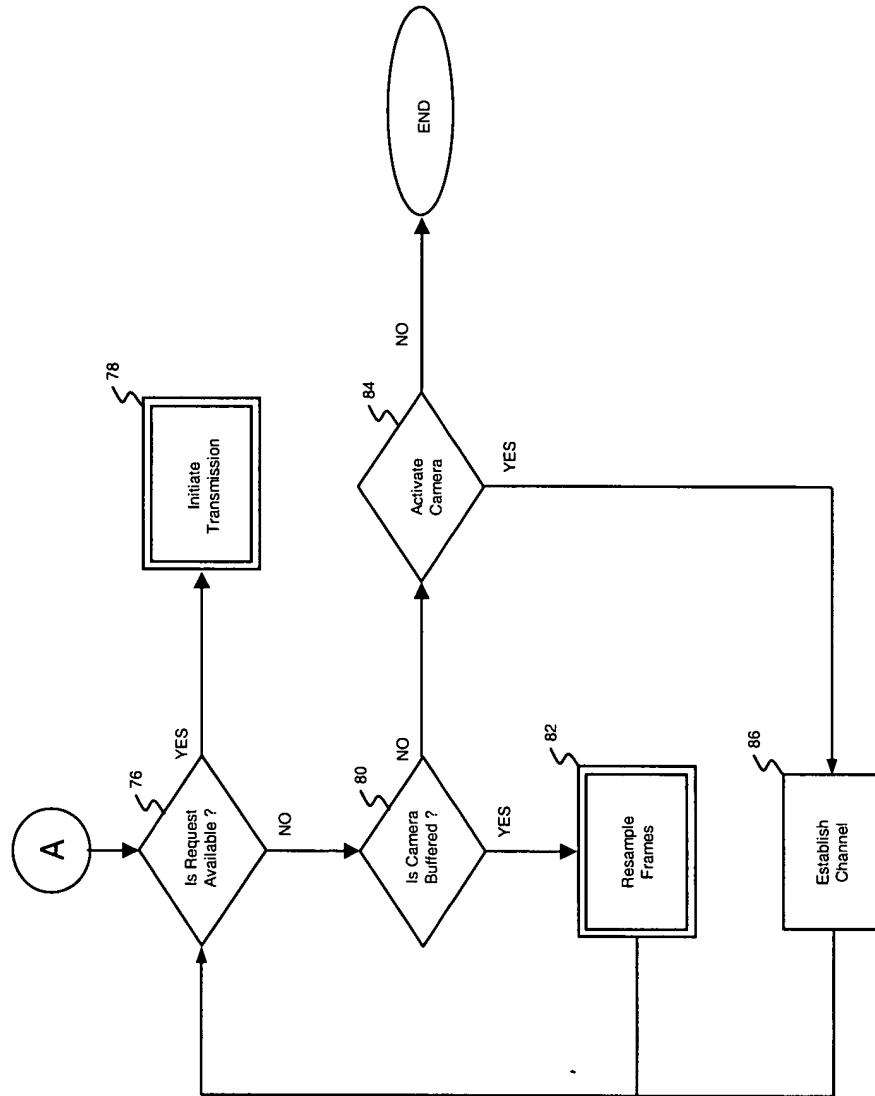 A
76
Is Request
Available ?
YES
78
Initiate
Transmission
NO
80
Is Camera
Buffered ?
NO
84
Activate
Camera
NO
END
YES
82
Resample
Frames
YES
86
Establish
Channel